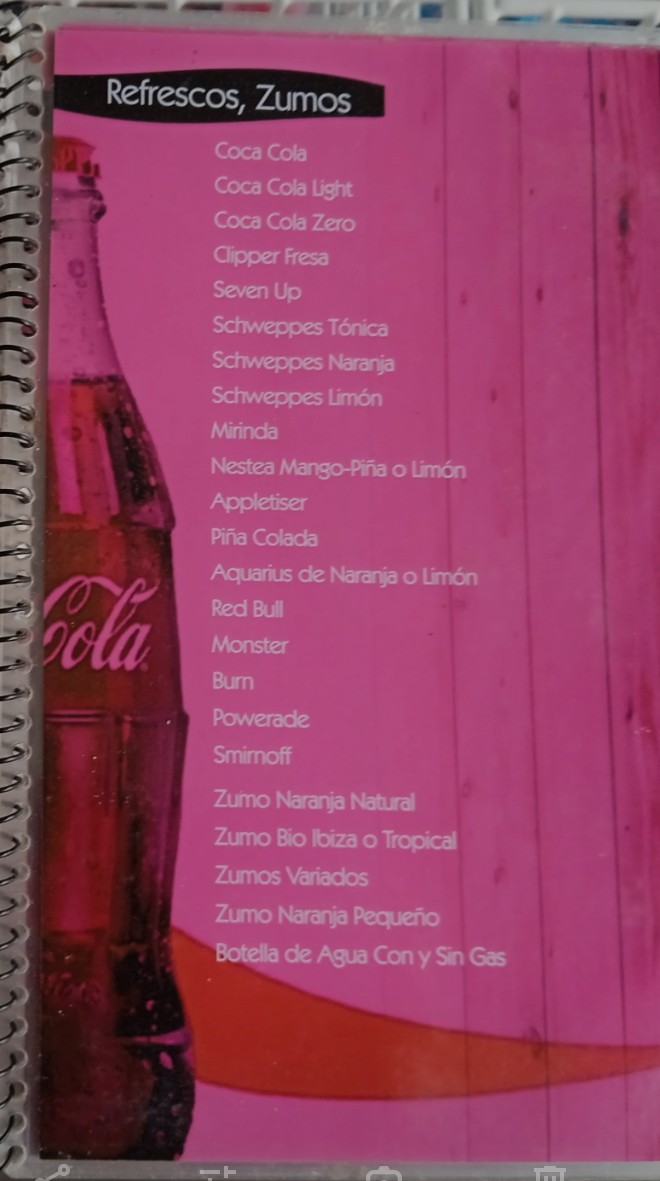 Refrescos, Zumos
Coca Cola
Coca Cola Light
Coca Cola Zero
Clipper Fresa
Seven Up
Schweppes Tónica
Schweppes Naranja
Schweppes Limón
Mirinda
Nestea Mango-Piña o Limón
Appletiser
Piña Colada
Aquarius de Naranja o Limón
Red Bull
Monster
Burn
Powerade
Smirnoff
Zumo Naranja Natural
Zumo Bio Ibiza o Tropical
Zumos Variados
Zumo Naranja Pequeño
Botella de Agua Con y Sin Gas
Cola